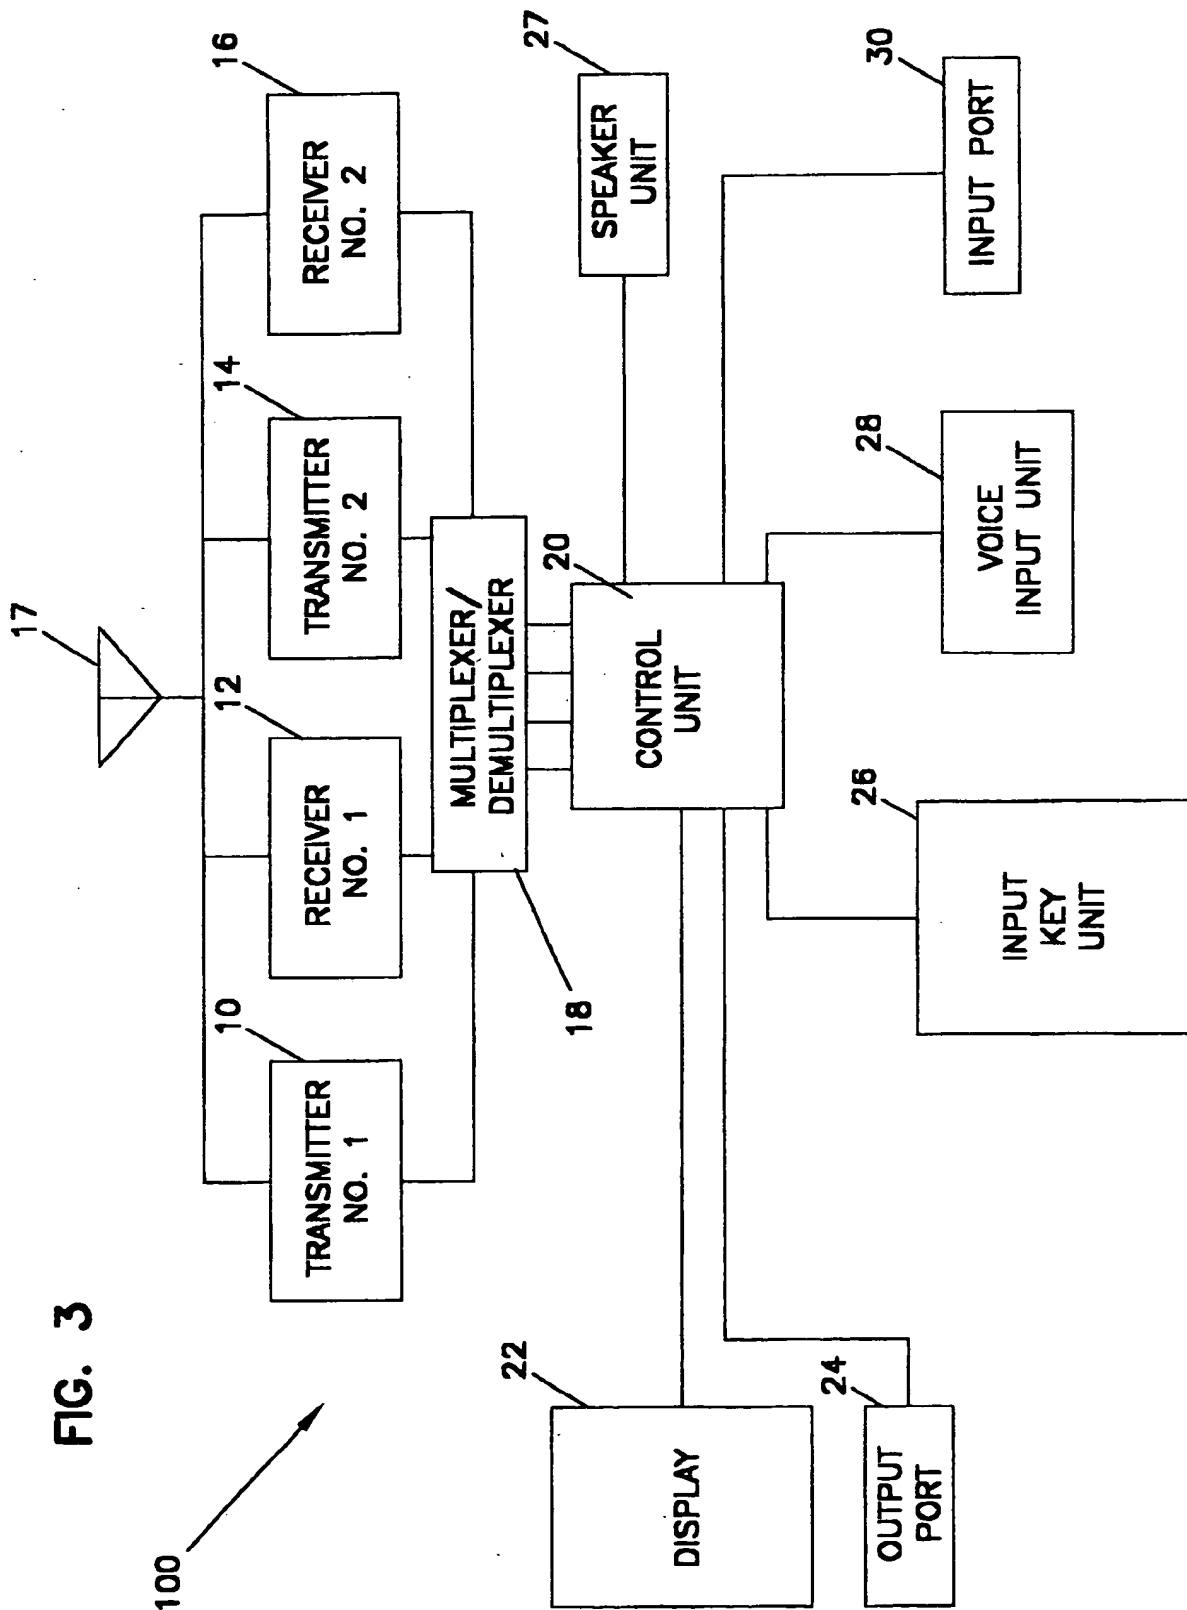 FIG. 3
100
17
10
TRANSMITTER
NO. 1
12
RECEIVER
NO. 1
14
TRANSMITTER
NO. 2
16
RECEIVER
NO. 2
18
MULTIPLEXER/
DEMULTIPLEXER
20
CONTROL
UNIT
27
SPEAKER
UNIT
22
DISPLAY
24
OUTPUT
PORT
26
INPUT
KEY
UNIT
28
VOICE
INPUT UNIT
30
INPUT PORT